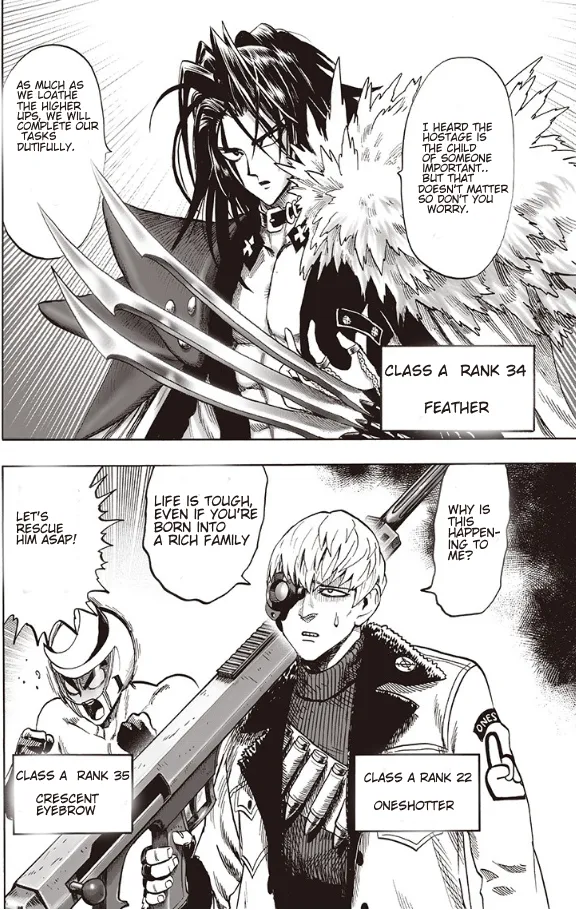 I HEARD THE
HOSTAGE IS
THE CHILD
OF SOMEONE
IMPORTANT..
BUT THAT
DOESN'T MATTER
SO DON'T YOU
WORRY.
AS MUCH AS
WE LOATHE
THE HIGHER
UPS, WE WILL
COMPLETE OUR
TASKS
DUTIFULLY.
CLASS A RANK 34
FEATHER
WHY IS
THIS
HAPPEN-
ING TO
ME?
LIFE IS TOUGH,
EVEN IF YOU'RE
BORN INTO
A RICH FAMILY
LET'S
RESCUE
HIM ASAP!
ONES
CLASS A RANK 22
ONESHOTTER
CLASS A RANK 35
CRESCENT
EYEBROW